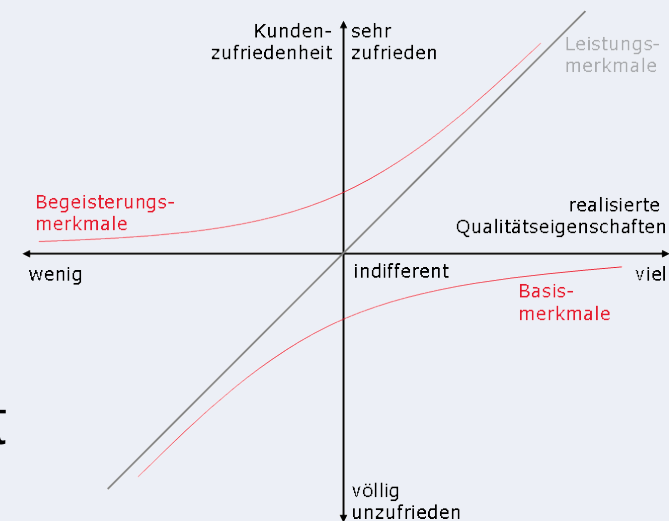 Kunden-
zufriedenheit
sehr
zufrieden
Leistungs-
merkmale
Begeisterungs-
merkmale
realisierte
Qualitätseigenschaften
wenig
indifferent
viel
Basis-
merkmale
t
völlig
unzufrieden